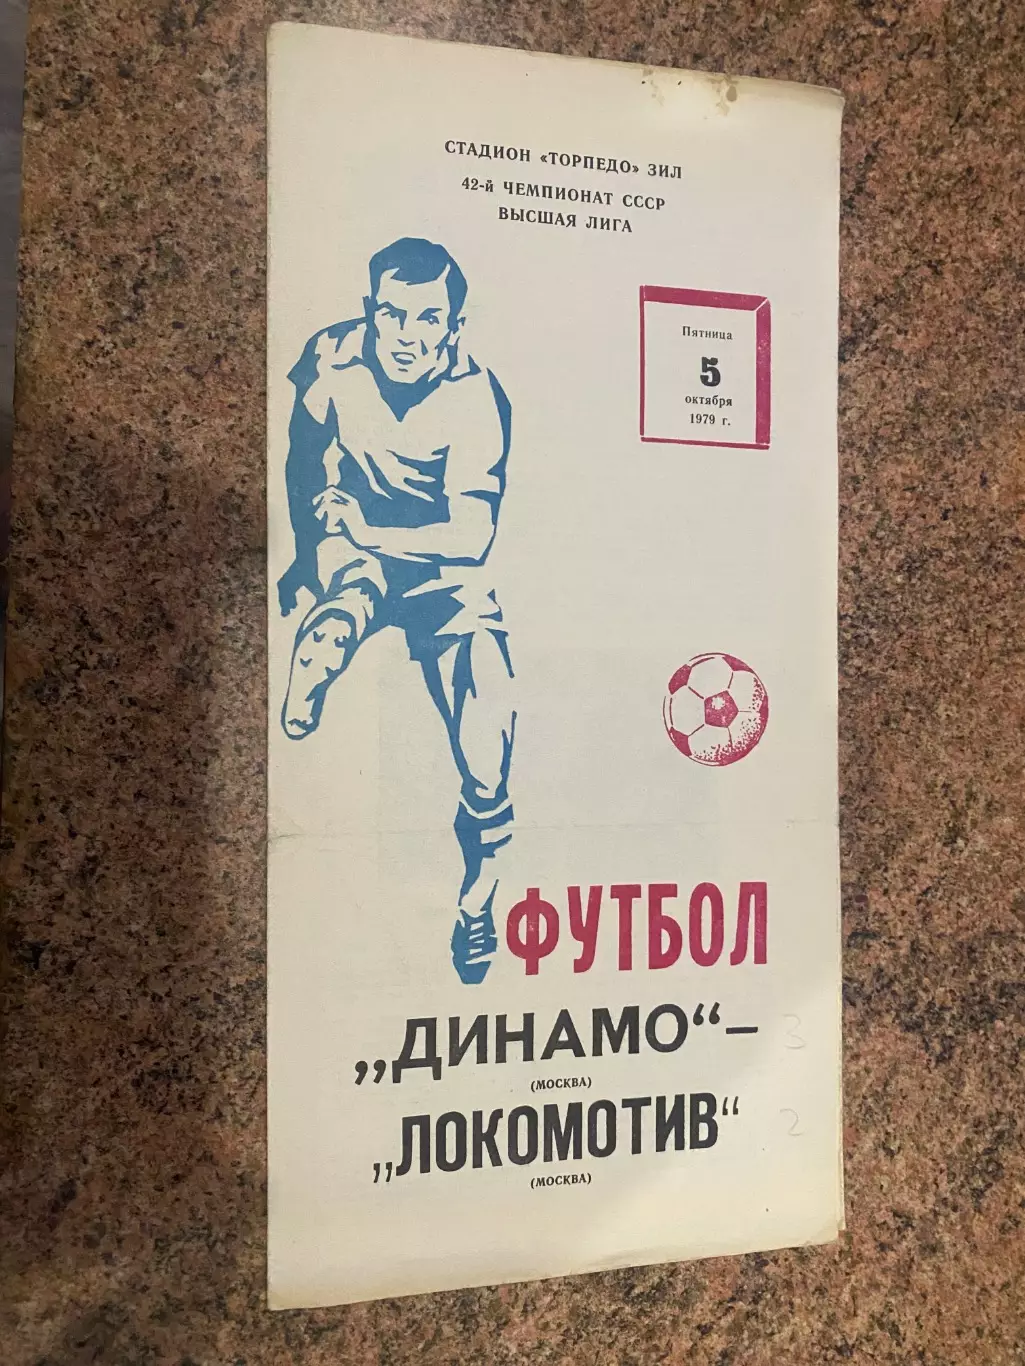 СТАДИОН «ТОРПЕДО» ЗИЛ
42-й ЧЕМПИОНАТ СССР
ВЫСШАЯ ЛИГА
Пятница
5
октября
1979 г.
ФУТБОЛ
„ДИНАМО“ — 3
(МОСКВА)
„ЛОКОМОТИВ“ 2
(МОСКВА)